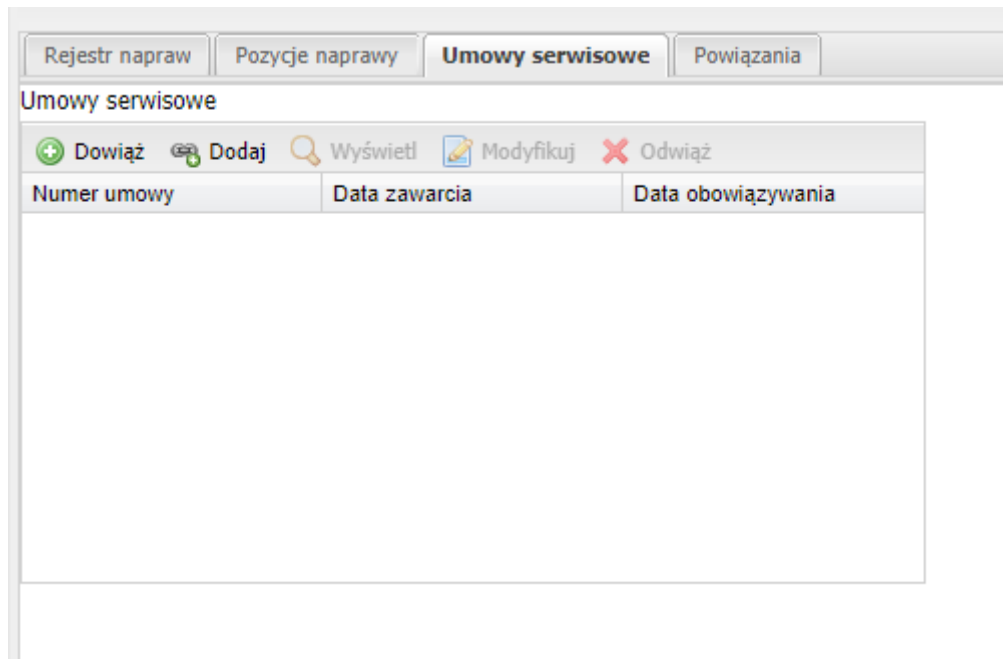 Rejestr napraw Pozycje naprawy Umowy serwisowe Powiązania
Umowy serwisowe
Dowiąż Dodaj Wyświetl Modyfikuj Odwiąż
Numer umowy Data zawarcia Data obowiązywania